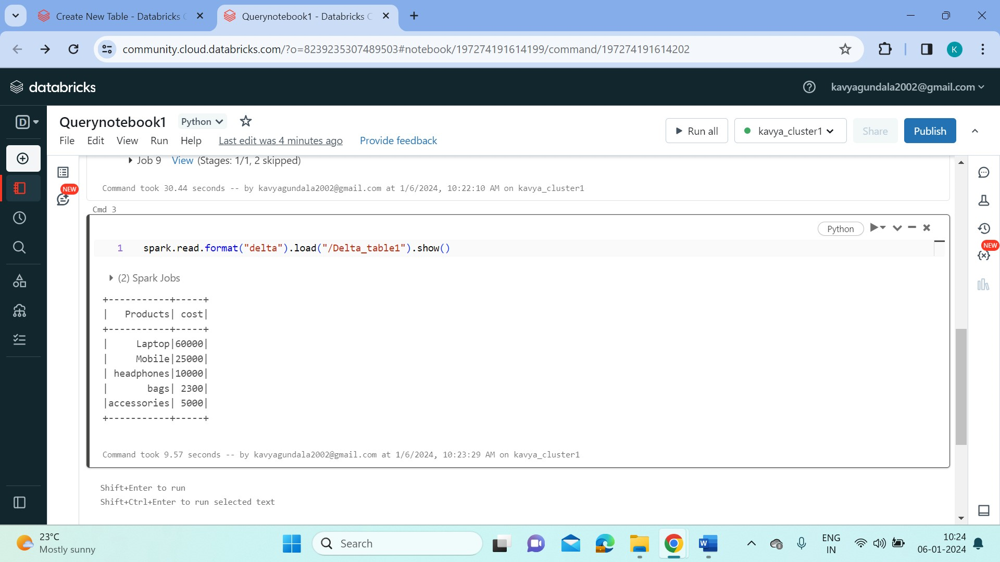 Create New Table - Databricks C
Querynotebook1 - Databricks C
community.cloud.databricks.com/?o=8239235307489503#notebook/197274191614199/command/197274191614202
K
databricks
kavyagundala2002@gmail.com
D
Querynotebook1
Python
Run all
kavya_cluster1
Share
Publish
File
Edit
View
Run
Help
Last edit was 4 minutes ago
Provide feedback
Job 9 View (Stages: 1/1, 2 skipped)
NEW
Command took 30.44 seconds -- by kavyagundala2002@gmail.com at 1/6/2024, 10:22:10 AM on kavya_cluster1
Cmd 3
Python
1 spark.read.format("delta").load("/Delta_table1").show()
NEW
(2) Spark Jobs
+-----------+-----+
|   Products| cost|
+-----------+-----+
|     Laptop|60000|
|     Mobile|25000|
| headphones|10000|
|       bags| 2300|
|accessories| 5000|
+-----------+-----+
Command took 9.57 seconds -- by kavyagundala2002@gmail.com at 1/6/2024, 10:23:29 AM on kavya_cluster1
Shift+Enter to run
Shift+Ctrl+Enter to run selected text
23°C
Mostly sunny
Search
W
ENG
IN
10:24
06-01-2024